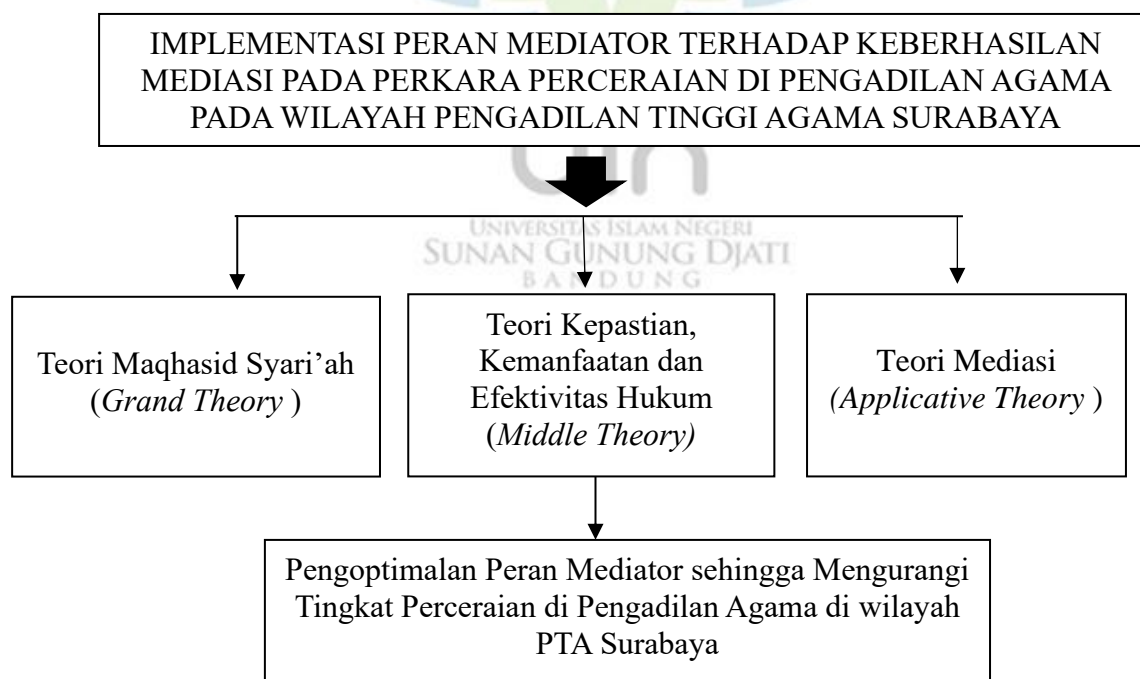 IMPLEMENTASI PERAN MEDIATOR TERHADAP KEBERHASILAN
MEDIASI PADA PERKARA PERCERAIAN DI PENGADILAN AGAMA
PADA WILAYAH PENGADILAN TINGGI AGAMA SURABAYA
uin
UNIVERSITAS ISLAM NEGERI
SUNAN GUNUNG DJATI
BANDUNG
Teori Maqhasid Syari’ah
(Grand Theory )
Teori Kepastian,
Kemanfaatan dan
Efektivitas Hukum
(Middle Theory)
Teori Mediasi
(Applicative Theory )
Pengoptimalan Peran Mediator sehingga Mengurangi
Tingkat Perceraian di Pengadilan Agama di wilayah
PTA Surabaya